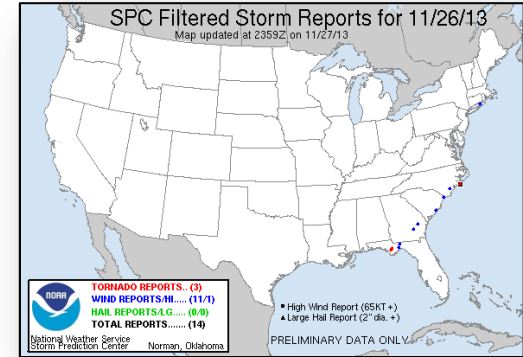 SPC Filtered Storm Reports for 11/26/13
Map updated at 2359Z on 11/27/13
NOAA
TORNADO REPORTS.. (3)
WIND REPORTS/HI..... (11/1)
HAIL REPORTS/LG..... (0/0)
TOTAL REPORTS....... (14)
National Weather Service
Storm Prediction Center Norman, Oklahoma
■ High Wind Report (65KT +)
▲ Large Hail Report (2" dia. +)
PRELIMINARY DATA ONLY